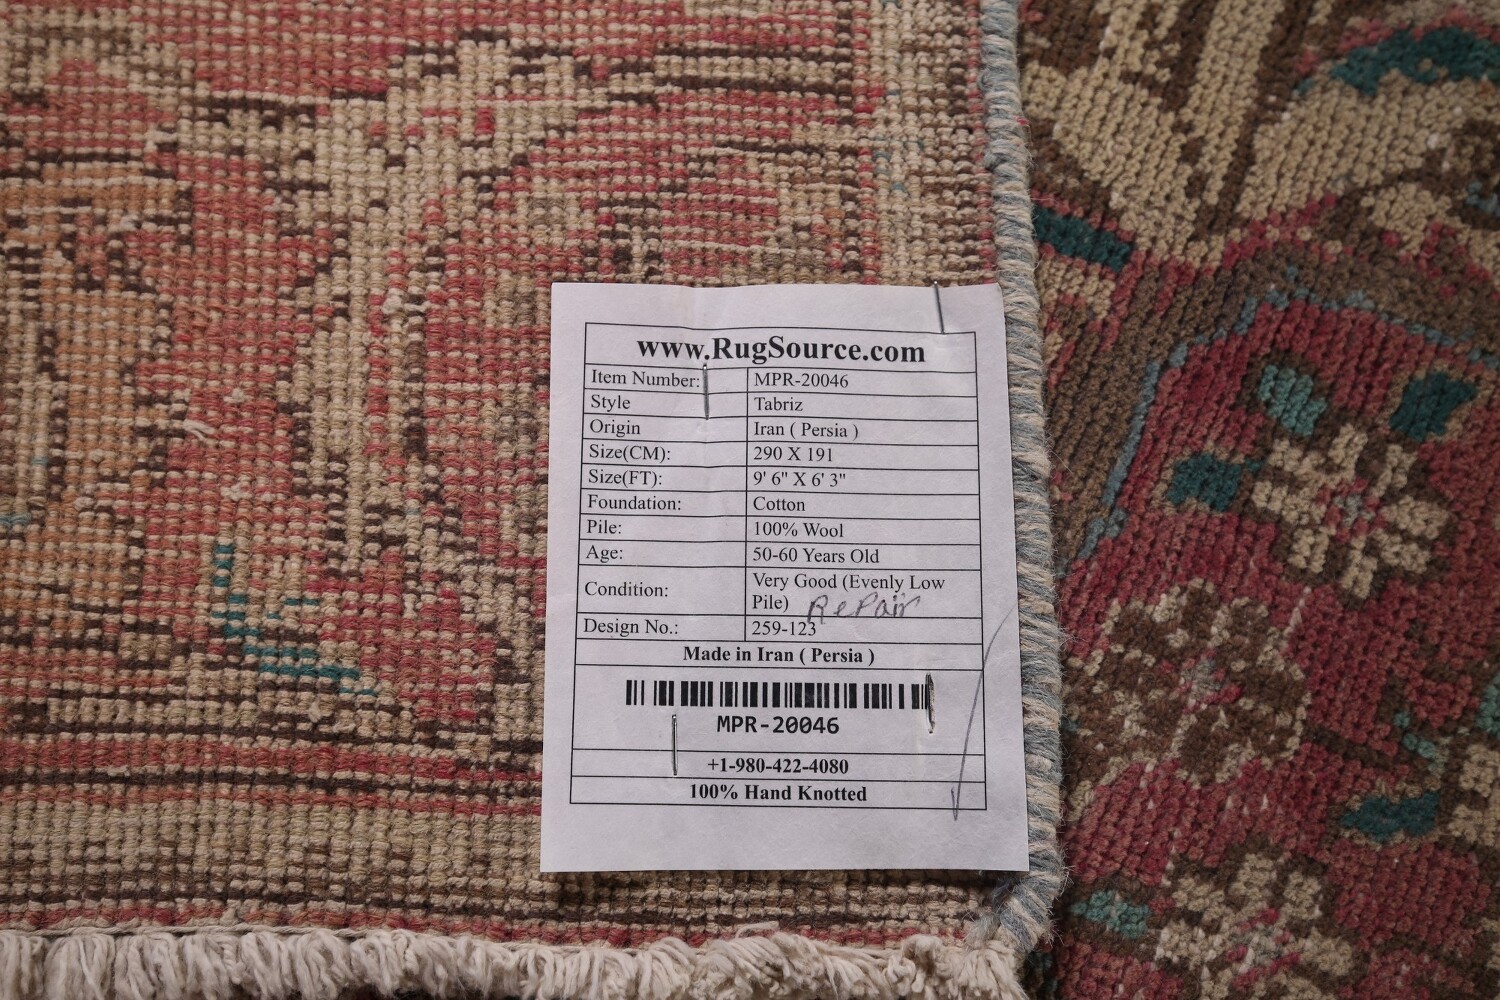 www.RugSource.com
Item Number: MPR-20046
Style Tabriz
Origin Iran ( Persia )
Size(CM): 290 X 191
Size(FT): 9' 6" X 6' 3"
Foundation: Cotton
Pile: 100% Wool
Age: 50-60 Years Old
Condition: Very Good (Evenly Low
Pile) Repair
Design No.: 259-123
Made in Iran ( Persia )
MPR-20046
+1-980-422-4080
100% Hand Knotted